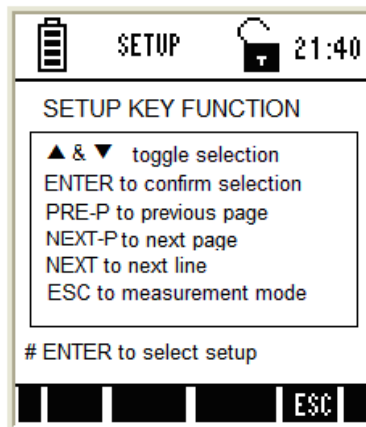 SETUP 21:40
SETUP KEY FUNCTION
▲ & ▼ toggle selection
ENTER to confirm selection
PRE-P to previous page
NEXT-P to next page
NEXT to next line
ESC to measurement mode
# ENTER to select setup
ESC